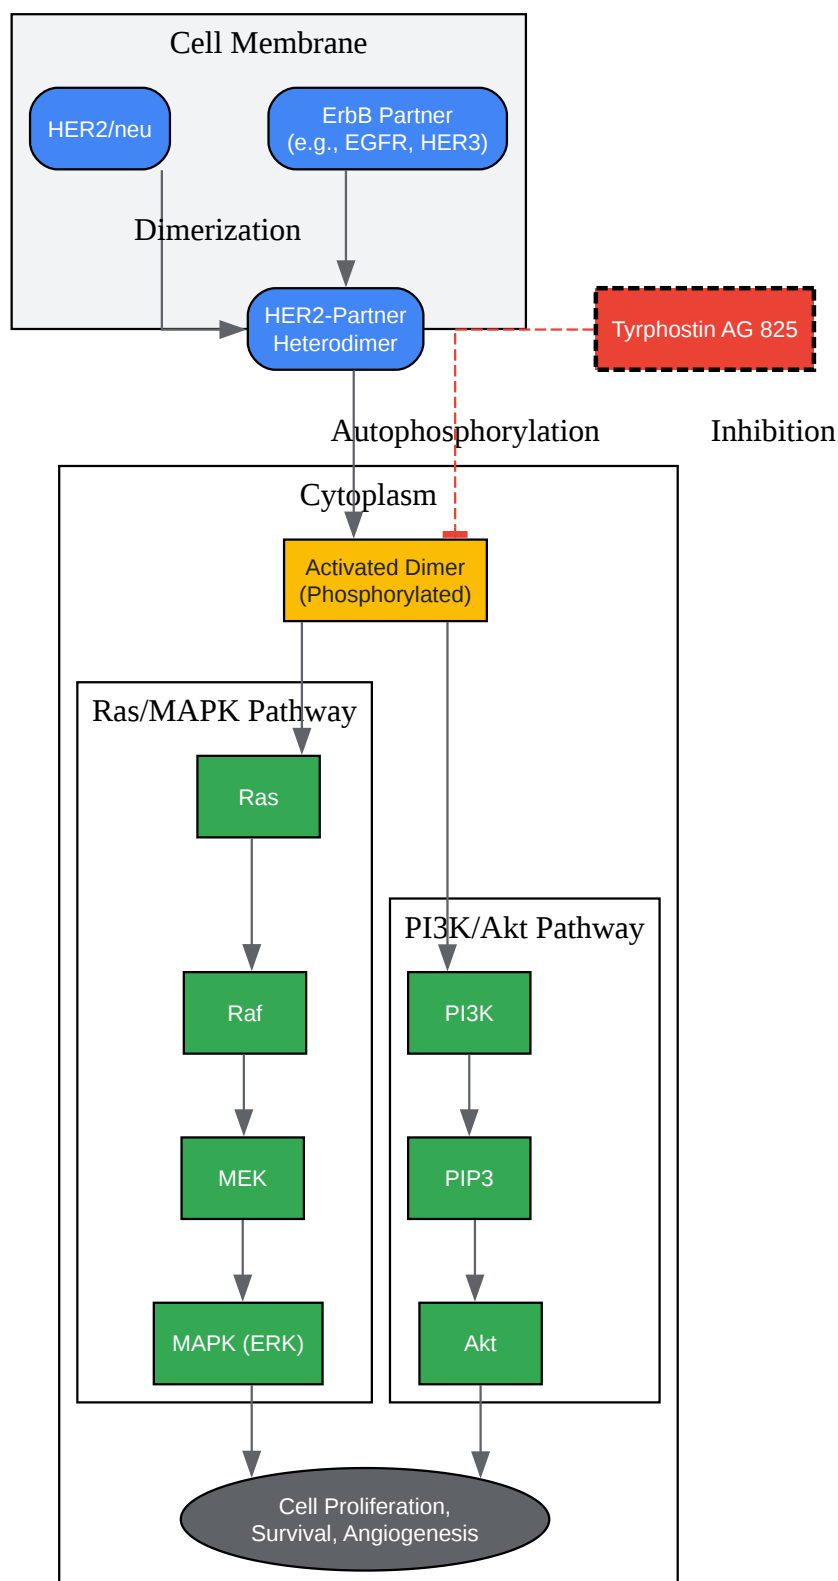 Cell Membrane
HER2/neu
ErbB Partner
(e.g., EGFR, HER3)
Dimerization
HER2-Partner
Heterodimer
Tyrphostin AG 825
Autophosphorylation
Inhibition
Cytoplasm
Activated Dimer
(Phosphorylated)
Ras/MAPK Pathway
Ras
PI3K/Akt Pathway
Raf
PI3K
MEK
PIP3
MAPK (ERK)
Akt
Cell Proliferation,
Survival, Angiogenesis